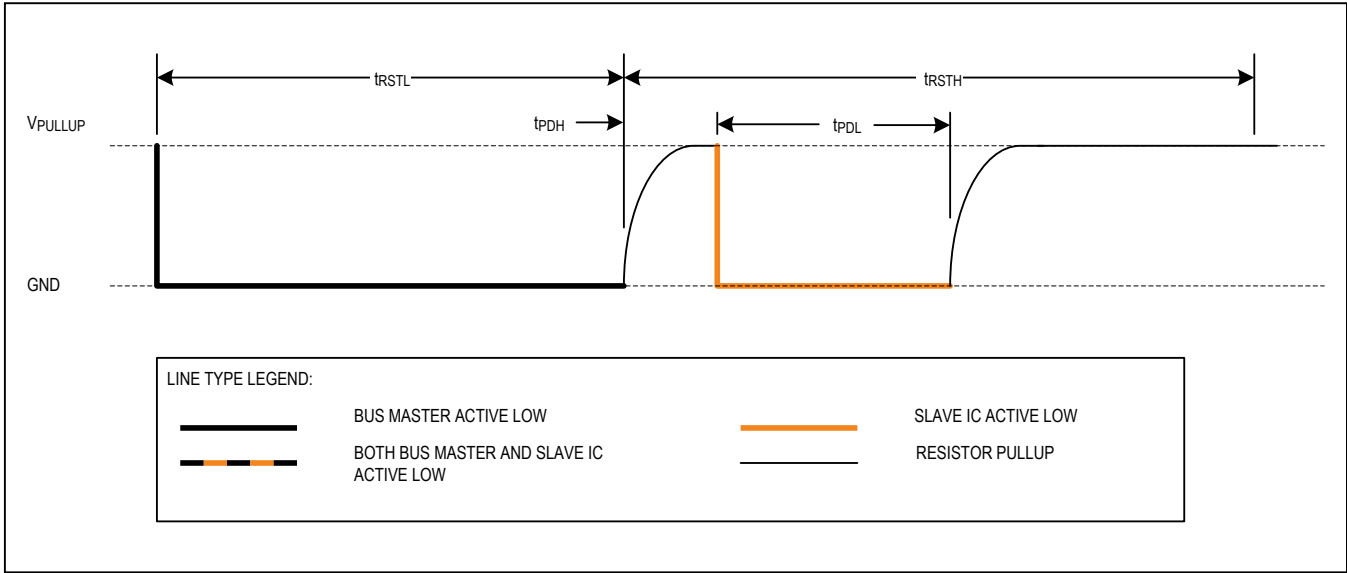 tRSTL
tRSTH
VPULLUP
tPDH
tPDL
GND
LINE TYPE LEGEND:
BUS MASTER ACTIVE LOW
SLAVE IC ACTIVE LOW
BOTH BUS MASTER AND SLAVE IC
ACTIVE LOW
RESISTOR PULLUP